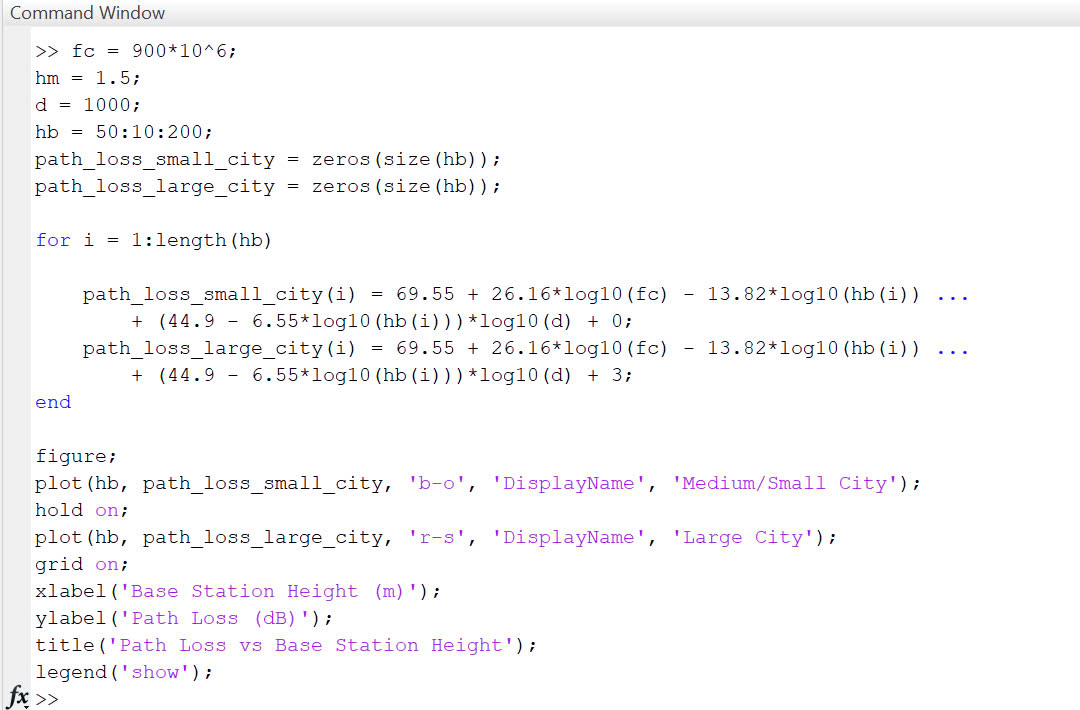 Command Window
>> fc = 900*10^6;
hm = 1.5;
d = 1000;
hb = 50:10:200;
path_loss_small_city = zeros(size(hb));
path_loss_large_city = zeros(size(hb));
for i = 1:length(hb)
path_loss_small_city(i) = 69.55 + 26.16*log10(fc) - 13.82*log10(hb(i)) ...
+ (44.9 - 6.55*log10(hb(i)))*log10(d) + 0;
path_loss_large_city(i) = 69.55 + 26.16*log10(fc) - 13.82*log10(hb(i)) ...
+ (44.9 - 6.55*log10(hb(i)))*log10(d) + 3;
end
figure;
plot(hb, path_loss_small_city, 'b-o', 'DisplayName', 'Medium/Small City');
hold on;
plot(hb, path_loss_large_city, 'r-s', 'DisplayName', 'Large City');
grid on;
xlabel('Base Station Height (m)');
ylabel('Path Loss (dB)');
title('Path Loss vs Base Station Height');
legend('show');
fx >>